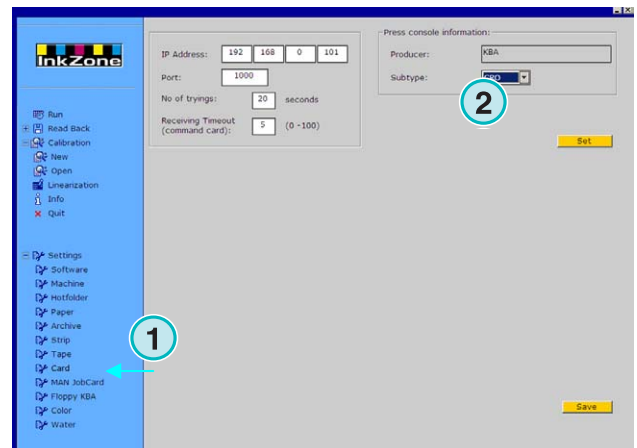 InkZone
Run
Read Back
Calibration
New
Open
Linearization
Info
Quit
Settings
Software
Machine
Hotfolder
Paper
Archive
Strip
Tape
Card
MAN JobCard
Floppy KBA
Color
Water
1
IP Address: 192 168 0 101
Port: 1000
No of tryings: 20 seconds
Receiving Timeout
(command card): 5 (0 -100)
Press console information:
Producer: KBA
Subtype:
2
Set
Save